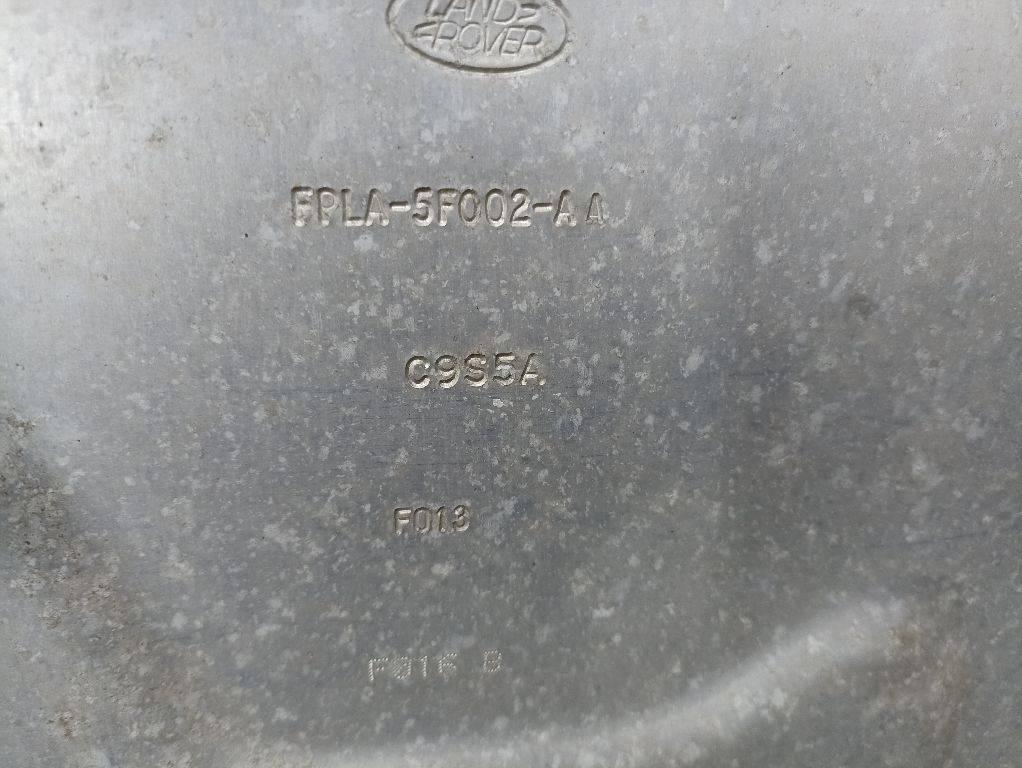 LAND
ROVER
FPLA-5F002-AA
C9S5A
F013